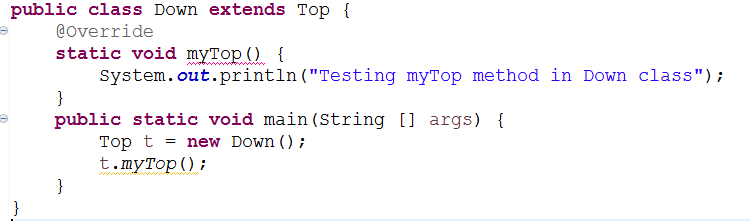 public class Down extends Top {
@Override
static void myTop() {
System.out.println("Testing myTop method in Down class");
}
public static void main(String [] args) {
Top t = new Down();
t.myTop();
}
}